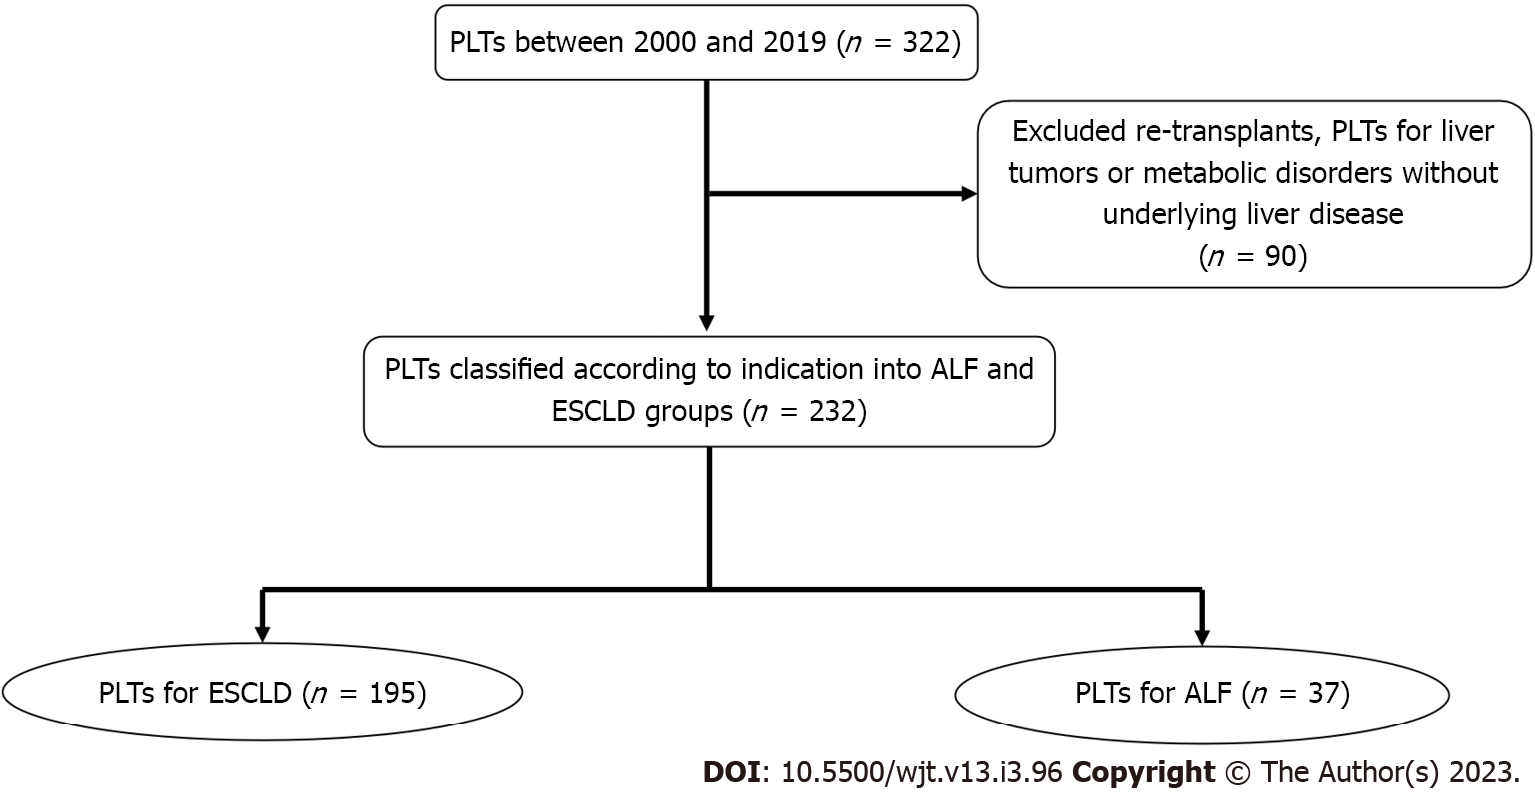 PLTs between 2000 and 2019 (n = 322)
Excluded re-transplants, PLTs for liver
tumors or metabolic disorders without
underlying liver disease
(n = 90)
PLTs classified according to indication into ALF and
ESCLD groups (n = 232)
PLTs for ESCLD (n = 195)
PLTs for ALF (n = 37)
DOI: 10.5500/wjt.v13.i3.96 Copyright © The Author(s) 2023.